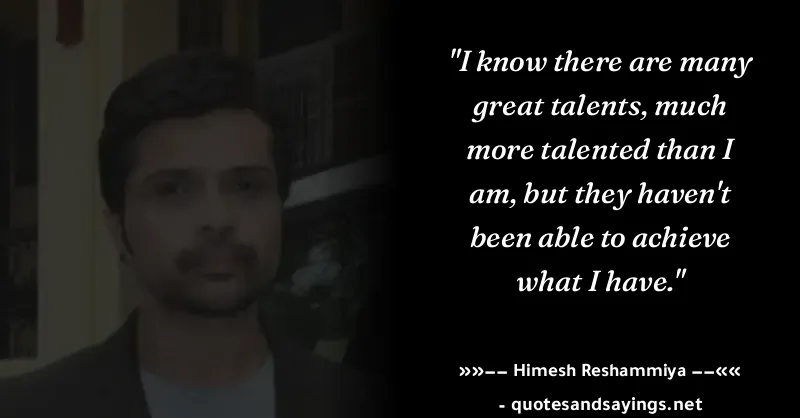 "I know there are many
great talents, much
more talented than I
am, but they haven't
been able to achieve
what I have."
»»-- Himesh Reshammiya --««
- quotesandsayings.net